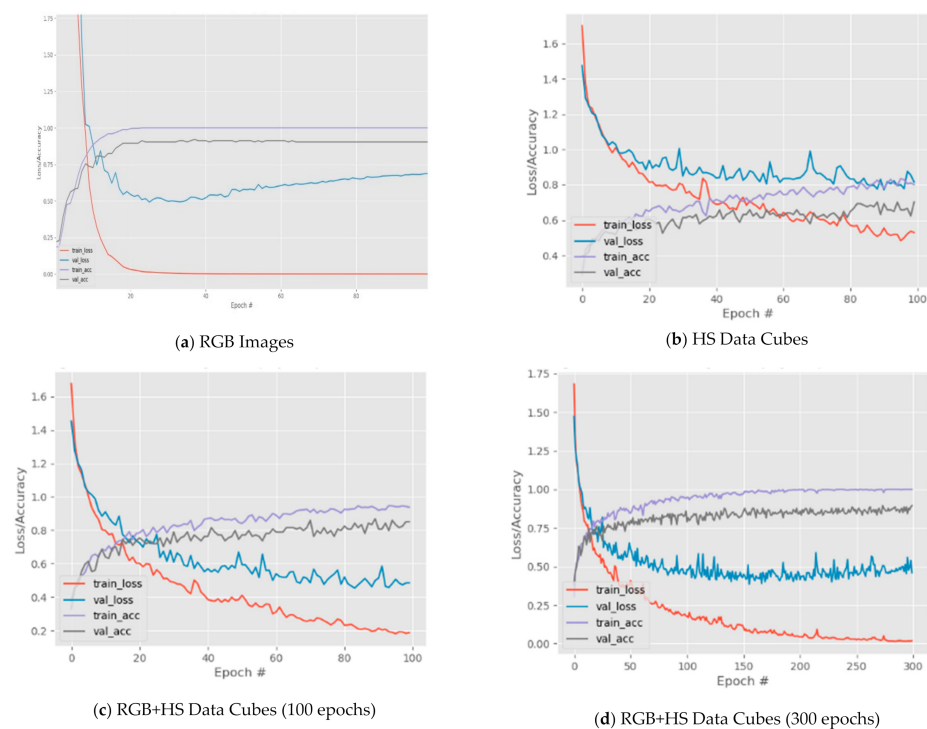 1.75
1.50
1.25
1.00
0.75
0.50
0.25
0.00
Loss/Accuracy
train_loss
val_loss
train_acc
val_acc
20 40 60 80
Epoch #
(a) RGB Images
1.6
1.4
1.2
1.0
0.8
0.6
0.4
Loss/Accuracy
train_loss
val_loss
train_acc
val_acc
0 20 40 60 80 100
Epoch #
(b) HS Data Cubes
1.6
1.4
1.2
1.0
0.8
0.6
0.4
0.2
Loss/Accuracy
train_loss
val_loss
train_acc
val_acc
0 20 40 60 80 100
Epoch #
(c) RGB+HS Data Cubes (100 epochs)
1.75
1.50
1.25
1.00
0.75
0.50
0.25
0.00
Loss/Accuracy
train_loss
val_loss
train_acc
val_acc
0 50 100 150 200 250 300
Epoch #
(d) RGB+HS Data Cubes (300 epochs)